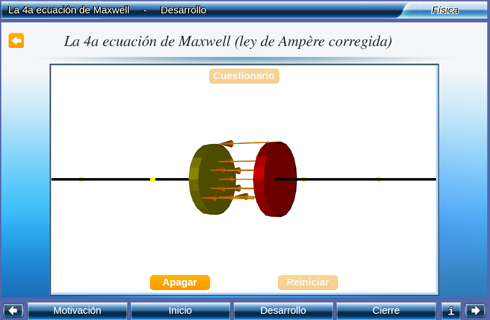 La 4a ecuación de Maxwell - Desarrollo
Física
La 4a ecuación de Maxwell (ley de Ampère corregida)
Cuestionario
Apagar
Reiniciar
Motivación
Inicio
Desarrollo
Cierre
i